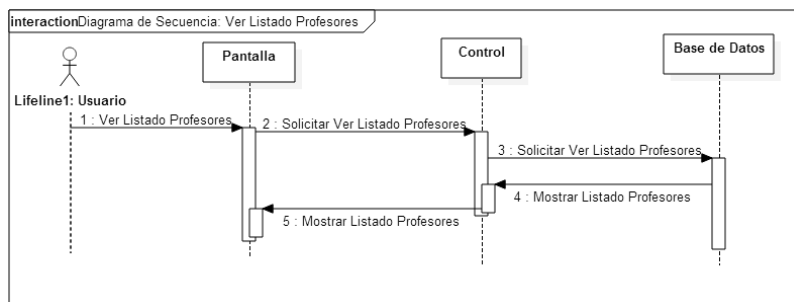 interactionDiagrama de Secuencia: Ver Listado Profesores
Pantalla
Control
Base de Datos
Lifeline1: Usuario
1 : Ver Listado Profesores
2 : Solicitar Ver Listado Profesores
3 : Solicitar Ver Listado Profesores
4 : Mostrar Listado Profesores
5 : Mostrar Listado Profesores